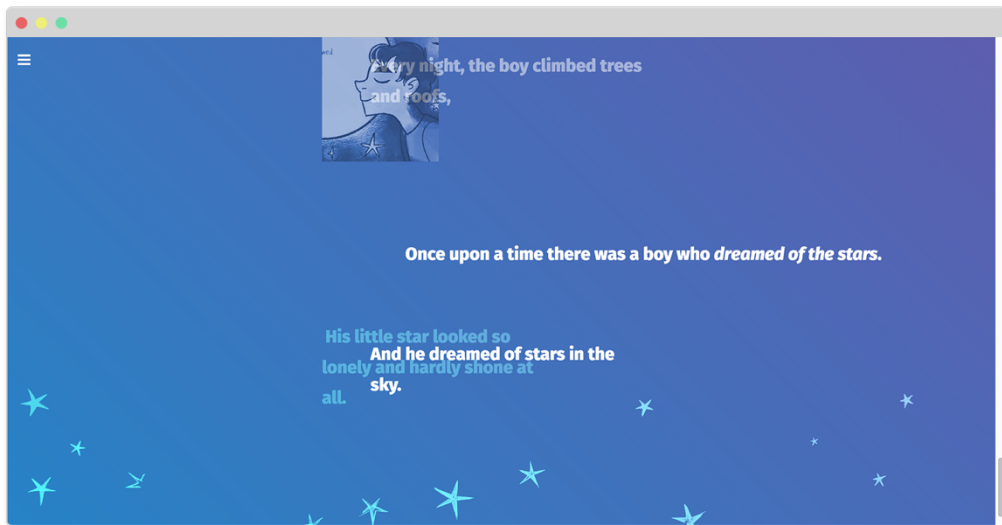 Every night, the boy climbed trees
and roofs,
Once upon a time there was a boy who dreamed of the stars.
His little star looked so
lonely and hardly shone at
all.
And he dreamed of stars in the
sky.